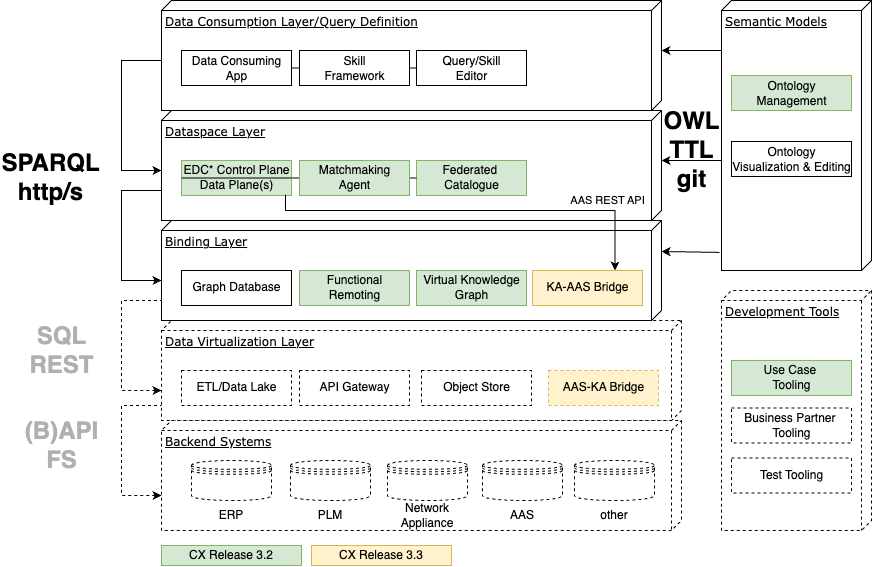 Data Consumption Layer/Query Definition
Data Consuming
App
Skill
Framework
Query/Skill
Editor
Semantic Models
Ontology
Management
Ontology
Visualization & Editing
SPARQL
http/s
OWL
TTL
git
Dataspace Layer
EDC* Control Plane
Data Plane(s)
Matchmaking
Agent
Federated
Catalogue
AAS REST API
Binding Layer
Graph Database
Functional
Remoting
Virtual Knowledge
Graph
KA-AAS Bridge
SQL
REST
Data Virtualization Layer
ETL/Data Lake
API Gateway
Object Store
AAS-KA Bridge
Development Tools
Use Case
Tooling
Business Partner
Tooling
Test Tooling
(B)API
FS
Backend Systems
ERP
PLM
Network
Appliance
AAS
other
CX Release 3.2
CX Release 3.3